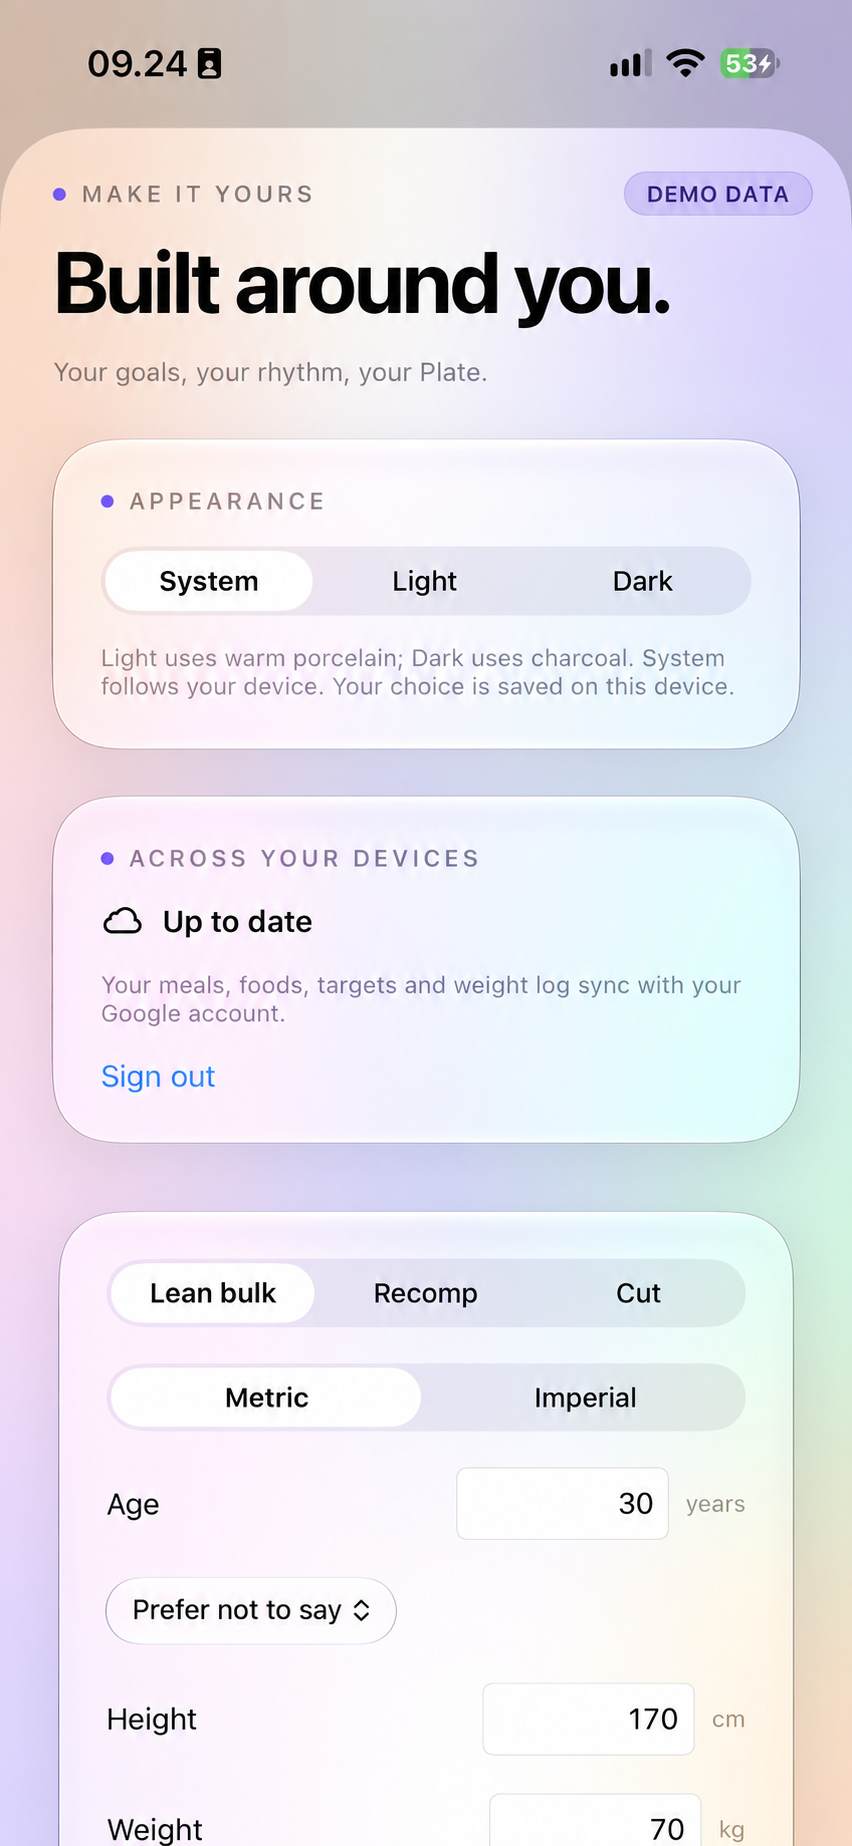 09.24
53
MAKE IT YOURS
DEMO DATA
Built around you.
Your goals, your rhythm, your Plate.
APPEARANCE
System Light Dark
Light uses warm porcelain; Dark uses charcoal. System
follows your device. Your choice is saved on this device.
ACROSS YOUR DEVICES
Up to date
Your meals, foods, targets and weight log sync with your
Google account.
Sign out
Lean bulk Recomp Cut
Metric Imperial
Age 30 years
Prefer not to say
Height 170 cm
Weight 70 kg